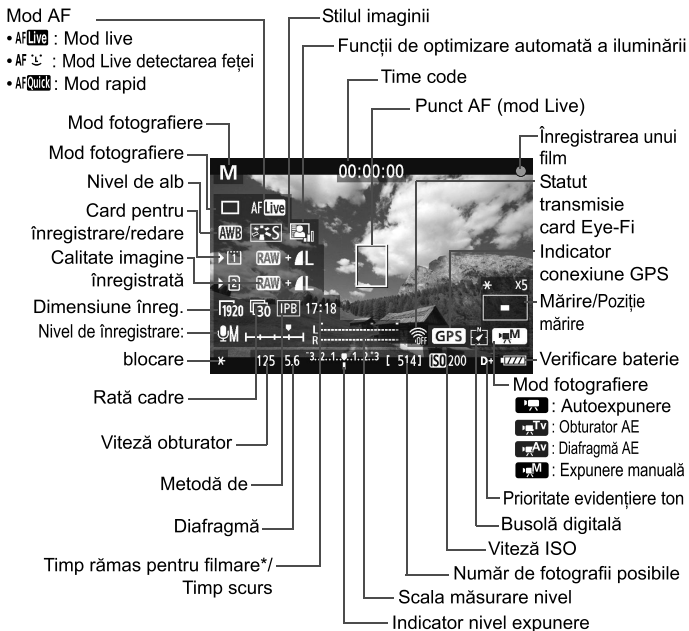 Mod AF
• AF Live : Mod live
• AF : Mod Live detectarea feței
• AF Quick : Mod rapid
Stilul imaginii
Funcții de optimizare automată a iluminării
Time code
Punct AF (mod Live)
Mod fotografiere
Mod fotografiere
Nivel de alb
Card pentru
înregistrare/redare
Calitate imagine
înregistrată
Dimensiune înreg.
Nivel de înregistrare:
blocare
Rată cadre
Viteză obturator
Metodă de
Diafragmă
Timp rămas pentru filmare*/
Timp scurs
M
00:00:00
AF Live
AWB
S
1 RAW + L
2 RAW + L
1920 30 IPB 17:18
M
L
R
OFF GPS N M
* 125 5.6 -3..2..1..0..1..2.:3 [ 514] ISO 200 D+
* X5
Înregistrarea unui
film
Statut
transmisie
card Eye-Fi
Indicator
conexiune GPS
Mărire/Poziție
mărire
Verificare baterie
Mod fotografiere
: Autoexpunere
Tv : Obturator AE
Av : Diafragmă AE
M : Expunere manuală
Prioritate evidențiere ton
Busolă digitală
Viteză ISO
Număr de fotografii posibile
Scala măsurare nivel
Indicator nivel expunere